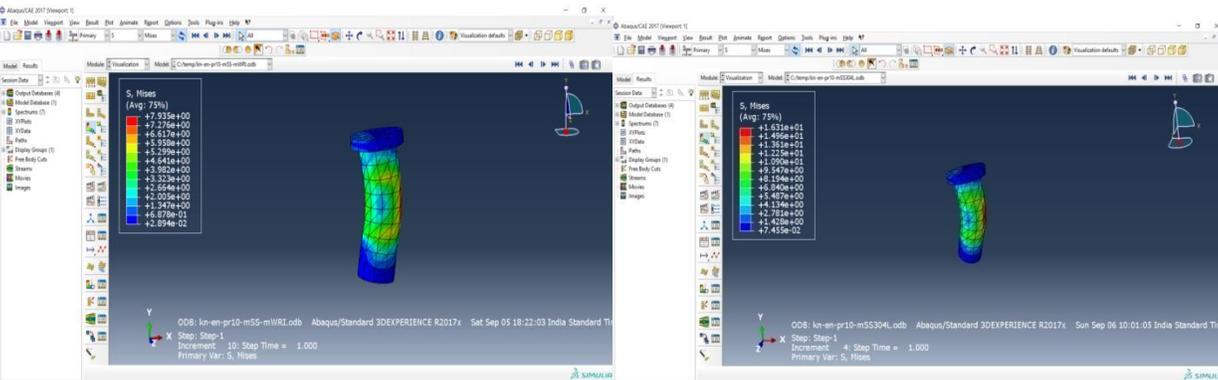 Abaqus/CAE 2017 [Viewport: 1]
File Model Viewport View Result Plot Animate Report Options Tools Plug-ins Help
Primary S Mises All Visualization defaults
Model Results Module: Visualization Model: C:/temp/kn-en-pr10-mSS-mWRI.odb
Session Data
Output Databases (4)
Model Database (1)
Spectrums (7)
XYPlots
XYData
Paths
Display Groups (1)
Free Body Cuts
Streams
Movies
Images
S, Mises
(Avg: 75%)
+7.935e+00
+7.276e+00
+6.617e+00
+5.958e+00
+5.299e+00
+4.641e+00
+3.982e+00
+3.323e+00
+2.664e+00
+2.005e+00
+1.347e+00
+6.878e-01
+2.894e-02
Y
X
ODB: kn-en-pr10-mSS-mWRI.odb Abaqus/Standard 3DEXPERIENCE R2017x Sat Sep 05 18:22:03 India Standard Ti
Step: Step-1
Increment 10: Step Time = 1.000
Primary Var: S, Mises
SIMULIA
Abaqus/CAE 2017 [Viewport: 1]
File Model Viewport View Result Plot Animate Report Options Tools Plug-ins Help
Primary S Mises All Visualization defaults
Model Results Module: Visualization Model: C:/temp/kn-en-pr10-mSS304L.odb
Session Data
Output Databases (4)
Model Database (1)
Spectrums (7)
XYPlots
XYData
Paths
Display Groups (1)
Free Body Cuts
Streams
Movies
Images
S, Mises
(Avg: 75%)
+1.631e+01
+1.496e+01
+1.361e+01
+1.225e+01
+1.090e+01
+9.547e+00
+8.194e+00
+6.840e+00
+5.487e+00
+4.134e+00
+2.781e+00
+1.428e+00
+7.455e-02
Y
X
ODB: kn-en-pr10-mSS304L.odb Abaqus/Standard 3DEXPERIENCE R2017x Sun Sep 06 10:01:05 India Standard T
Step: Step-1
Increment 4: Step Time = 1.000
Primary Var: S, Mises
SIMUL